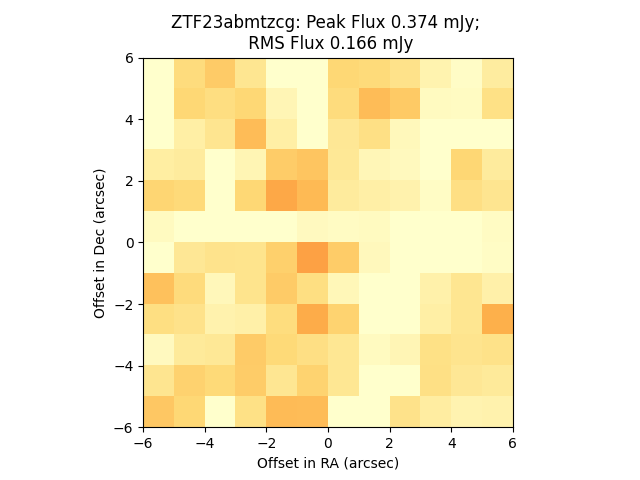 ZTF23abmtzcg: Peak Flux 0.374 mJy;
RMS Flux 0.166 mJy
6
4
2
0
−2
−4
−6
Offset in Dec (arcsec)
−6 −4 −2 0 2 4 6
Offset in RA (arcsec)